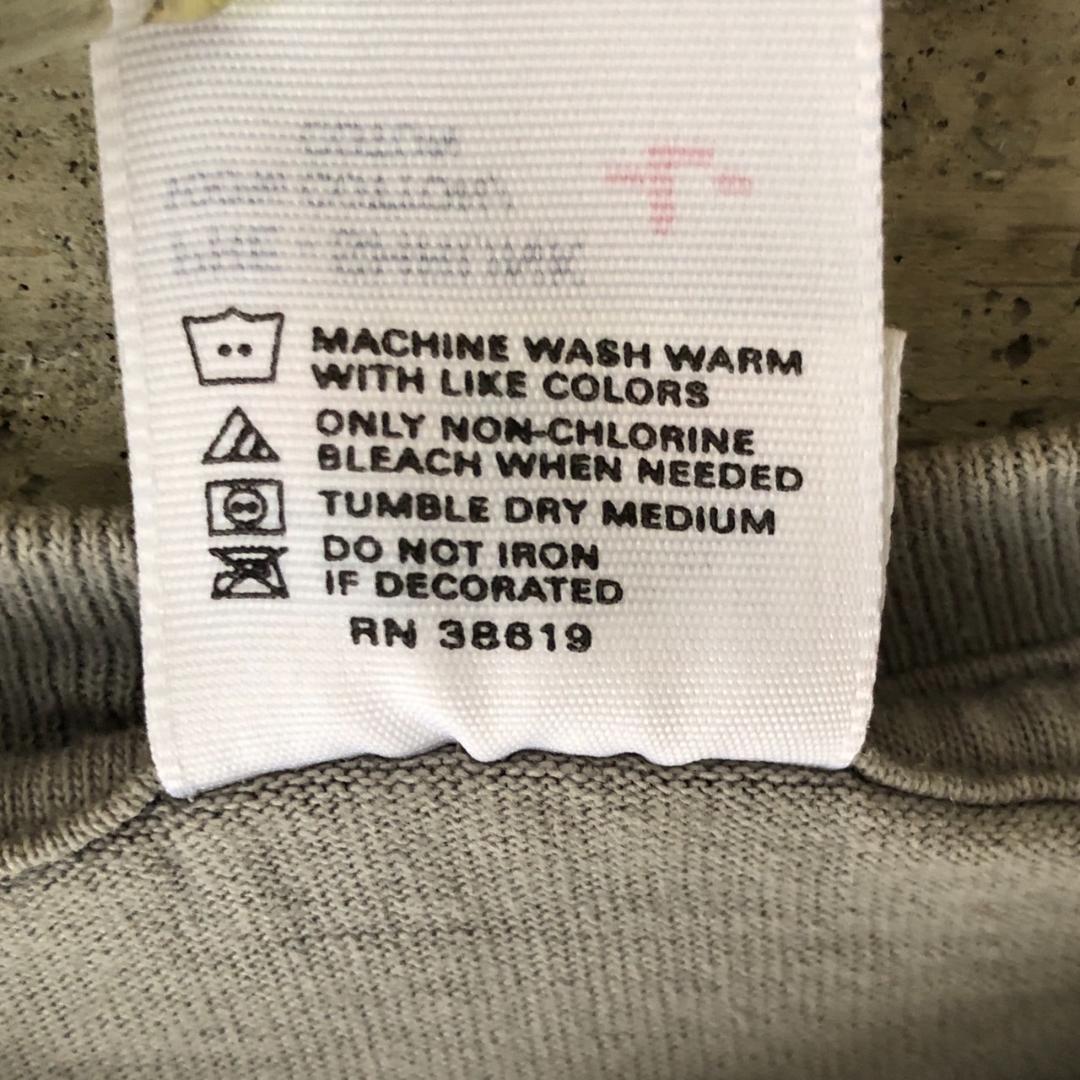 MACHINE WASH WARM
WITH LIKE COLORS
ONLY NON-CHLORINE
BLEACH WHEN NEEDED
TUMBLE DRY MEDIUM
DO NOT IRON
IF DECORATED
RN 38619